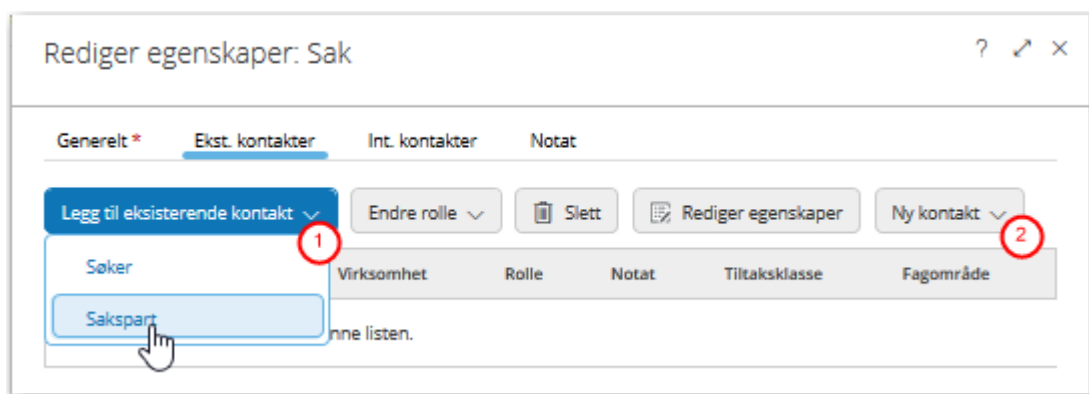 Rediger egenskaper: Sak ?
Generelt * Ekst. kontakter Int. kontakter Notat
Legg til eksisterende kontakt Endre rolle Slett Rediger egenskaper Ny kontakt
1 2
Søker Virksomhet Rolle Notat Tiltaksklasse Fagområde
Sakspart
nne listen.